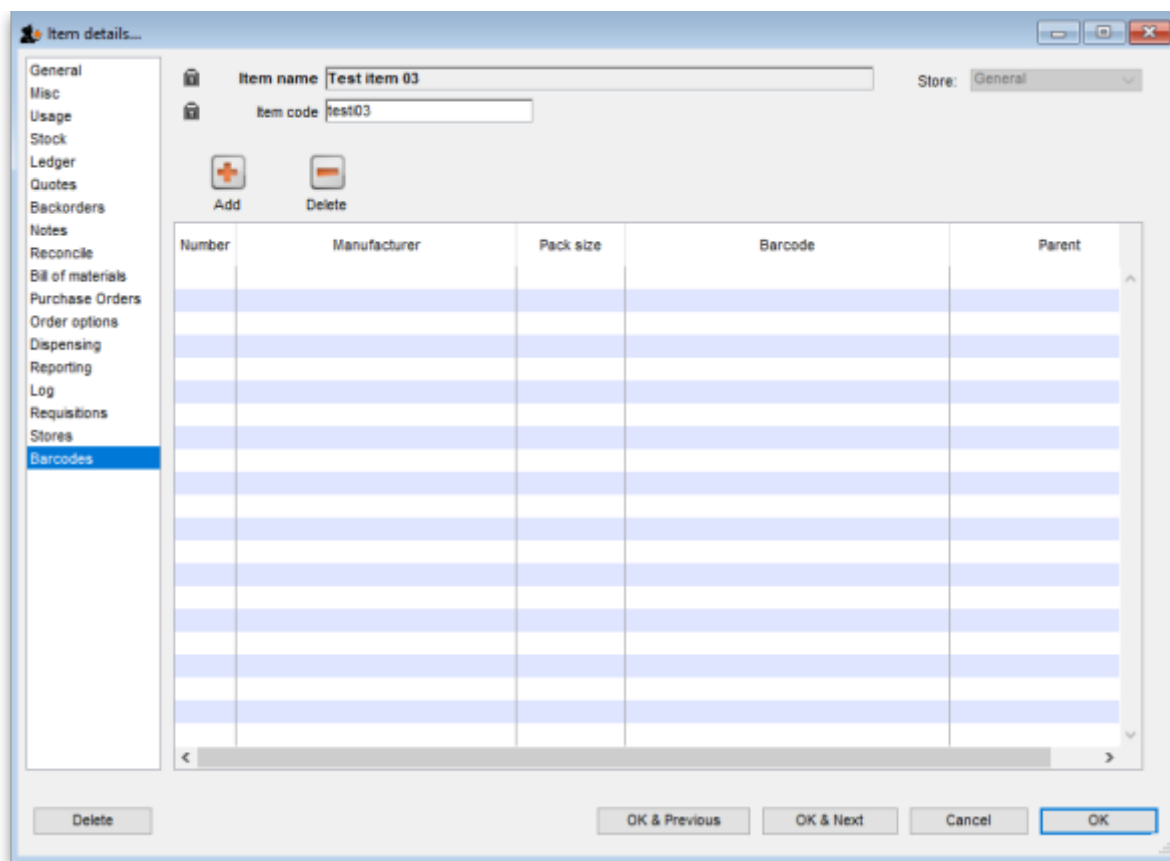 Item details...
General
Misc
Usage
Stock
Ledger
Quotes
Backorders
Notes
Reconcile
Bill of materials
Purchase Orders
Order options
Dispensing
Reporting
Log
Requisitions
Stores
Barcodes
Item name Test item 03
Store: General
Item code testi03
Add Delete
Number Manufacturer Pack size Barcode Parent
Delete OK & Previous OK & Next Cancel OK